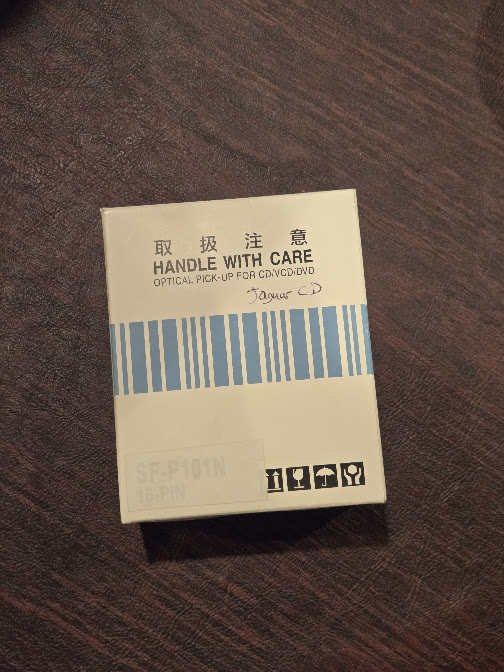 取扱注意
HANDLE WITH CARE
OPTICAL PICK-UP FOR CD/VCD/DVD
Jaguar CD
SF-P101N
16-PIN